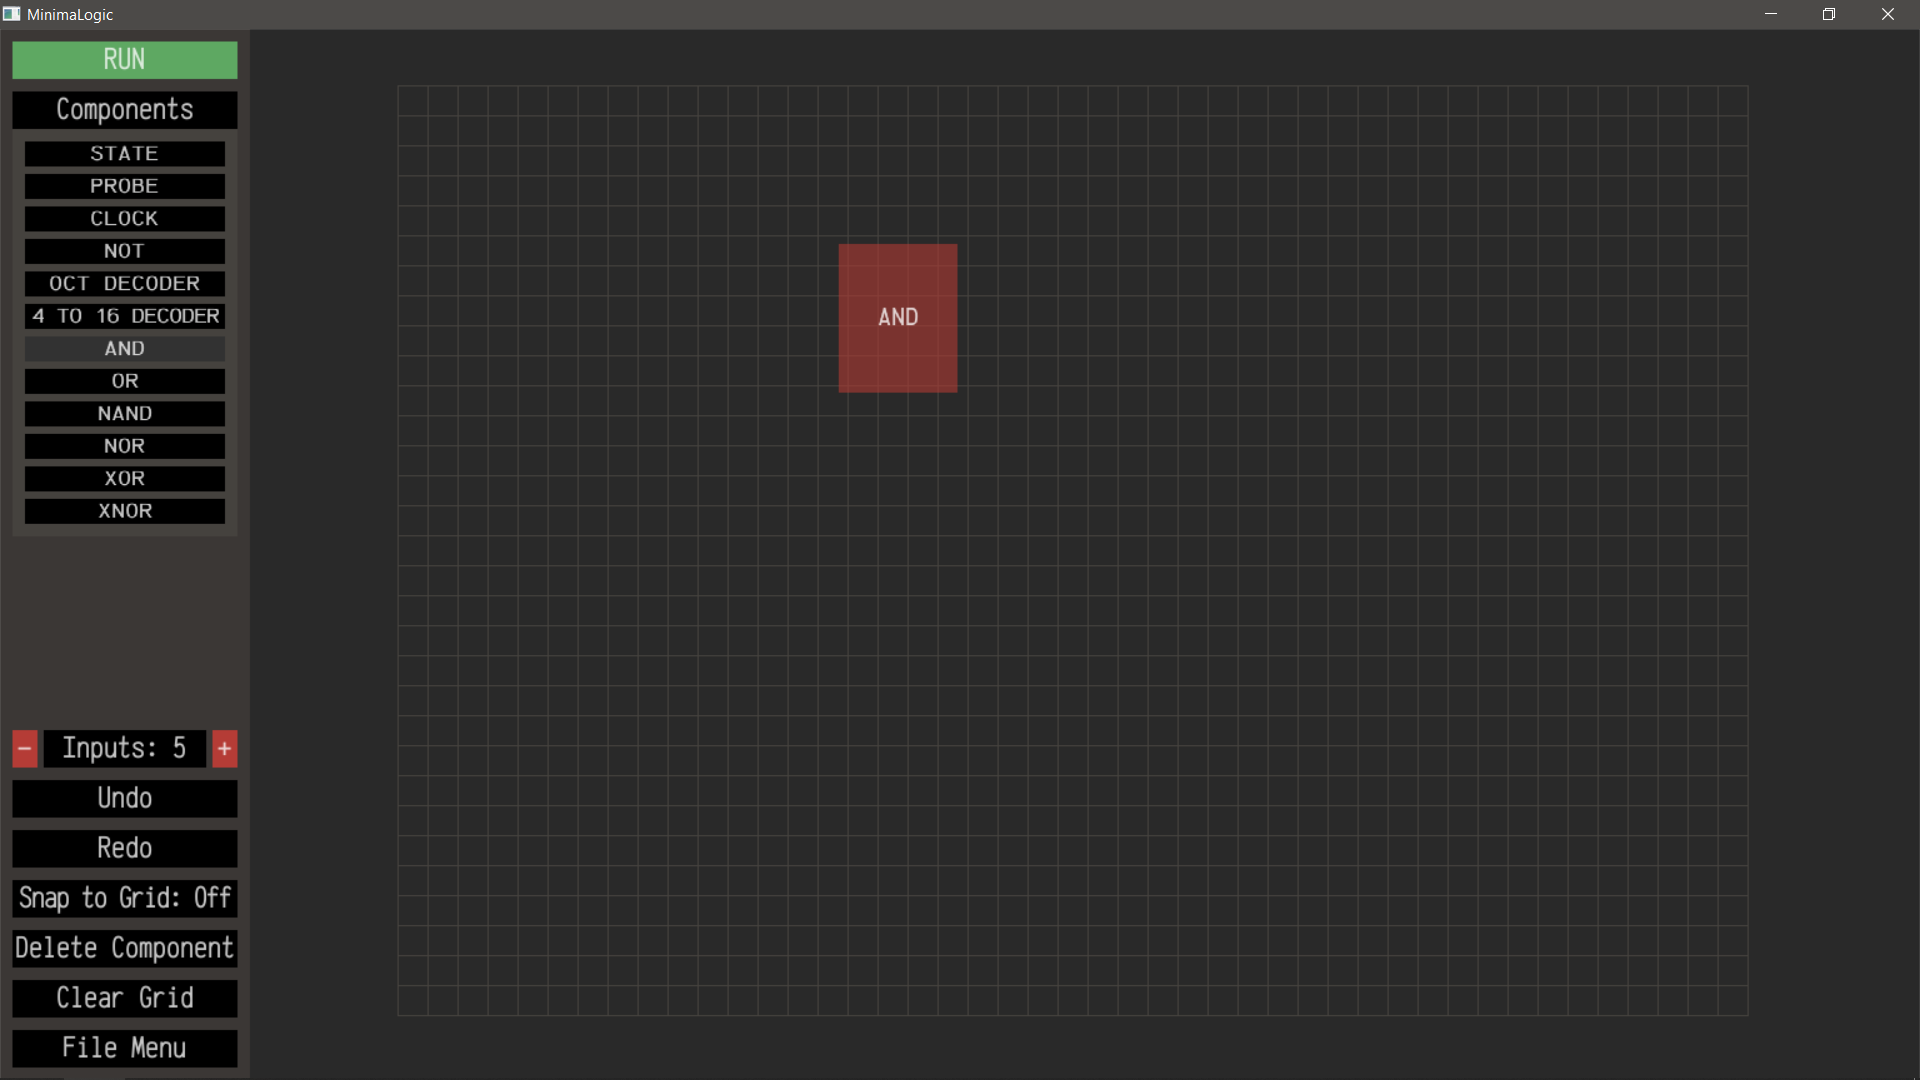 MinimaLogic
RUN
Components
STATE
PROBE
CLOCK
NOT
OCT DECODER
4 TO 16 DECODER
AND
OR
NAND
NOR
XOR
XNOR
AND
- Inputs: 5 +
Undo
Redo
Snap to Grid: Off
Delete Component
Clear Grid
File Menu